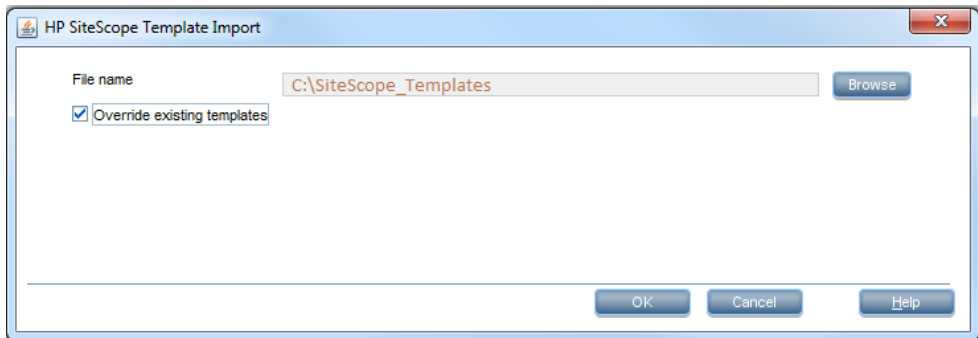 HP SiteScope Template Import
File name C:\SiteScope_Templates Browse
Override existing templates
OK Cancel Help